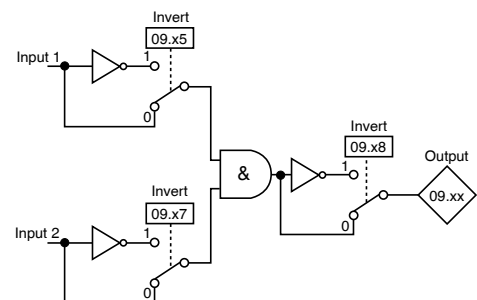 Invert
09.x5
Input 1
1
0
&
Invert
09.x8
1
0
Output
09.xx
Invert
09.x7
Input 2
1
0